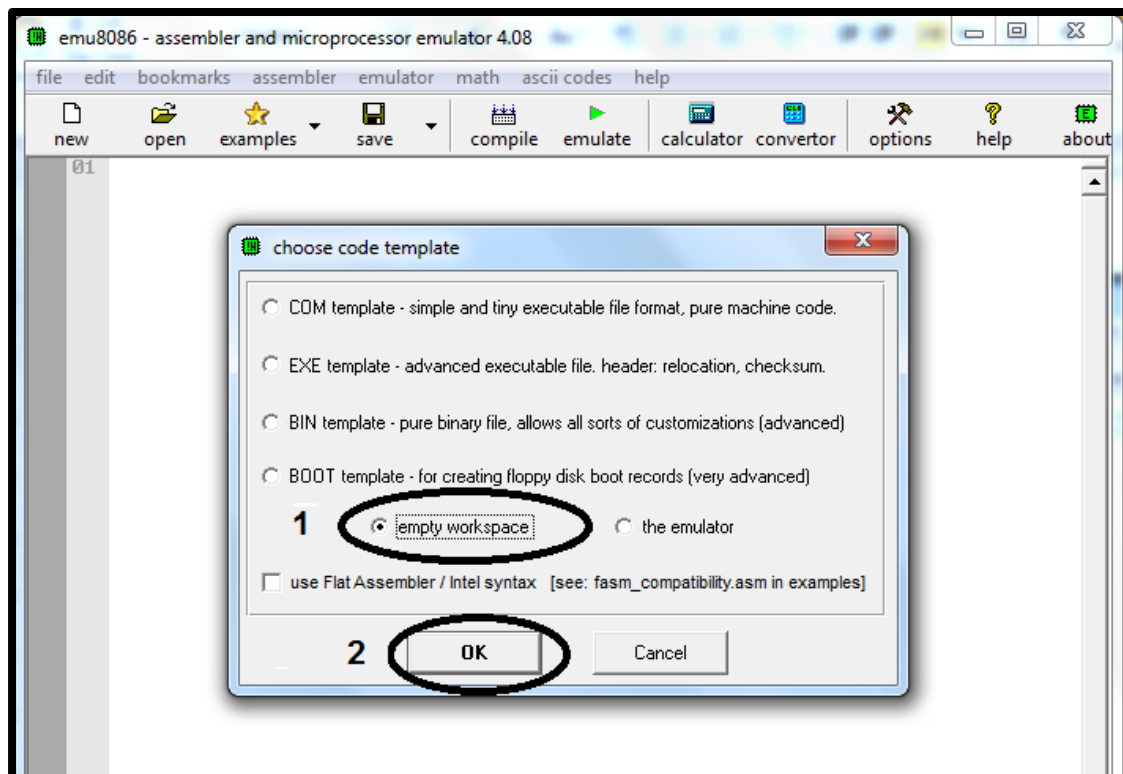 emu8086 - assembler and microprocessor emulator 4.08
file edit bookmarks assembler emulator math ascii codes help
new open examples save compile emulate calculator convertor options help about
01
choose code template
COM template - simple and tiny executable file format, pure machine code.
EXE template - advanced executable file. header: relocation, checksum.
BIN template - pure binary file, allows all sorts of customizations (advanced)
BOOT template - for creating floppy disk boot records (very advanced)
1 empty workspace the emulator
use Flat Assembler / Intel syntax [see: fasm_compatibility.asm in examples]
2 OK Cancel